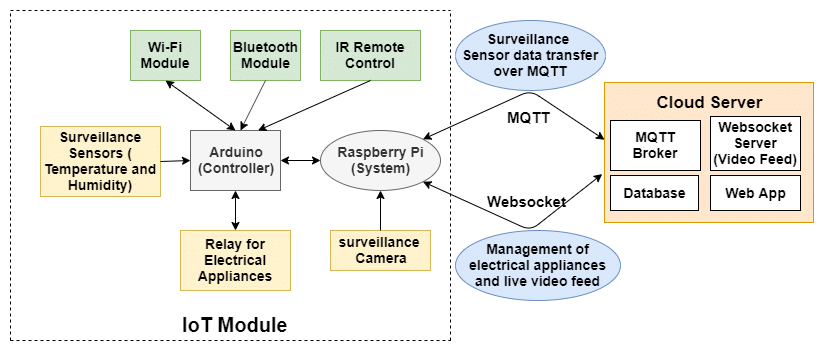 Wi-Fi
Module
Bluetooth
Module
IR Remote
Control
Surveillance
Sensor data transfer
over MQTT
Surveillance
Sensors (
Temperature and
Humidity)
Arduino
(Controller)
Raspberry Pi
(System)
MQTT
Websocket
Cloud Server
MQTT
Broker
Websocket
Server
(Video Feed)
Database
Web App
Relay for
Electrical
Appliances
surveillance
Camera
Management of
electrical appliances
and live video feed
IoT Module